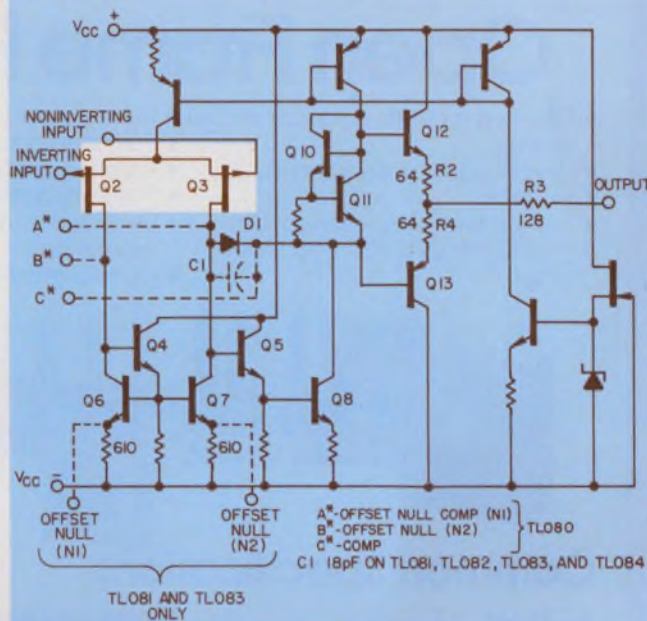 VCC +
NONINVERTING
INPUT
INVERTING
INPUT
Q2
Q3
Q10
Q11
Q12
64
R2
R3
OUTPUT
128
64
R4
A*
B*
C*
D1
C1
Q13
Q4
Q5
Q6
Q7
Q8
610
610
VCC −
OFFSET
NULL
(N1)
OFFSET
NULL
(N2)
A*-OFFSET NULL COMP (N1)
B*-OFFSET NULL (N2)
C*-COMP
TL080
C1 18pF ON TL081, TL082, TL083, AND TL084
TL081 AND TL083
ONLY